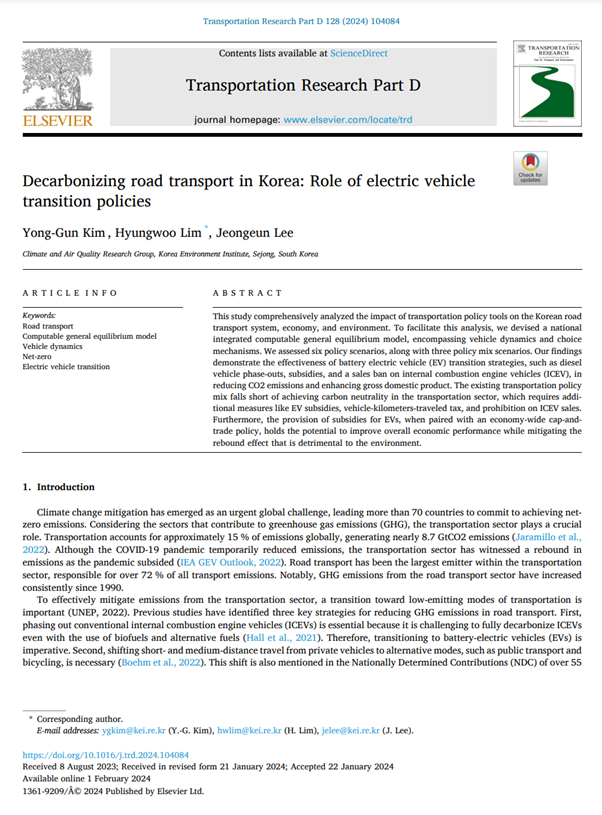 Transportation Research Part D 128 (2024) 104084
Contents lists available at ScienceDirect
Transportation Research Part D
journal homepage: www.elsevier.com/locate/trd
ELSEVIER
TRANSPORTATION
RESEARCH
Check for
updates
Decarbonizing road transport in Korea: Role of electric vehicle
transition policies
Yong-Gun Kim, Hyungwoo Lim *, Jeongeun Lee
Climate and Air Quality Research Group, Korea Environment Institute, Sejong, South Korea
ARTICLE INFO
Keywords:
Road transport
Computable general equilibrium model
Vehicle dynamics
Net-zero
Electric vehicle transition
ABSTRACT
This study comprehensively analyzed the impact of transportation policy tools on the Korean road
transport system, economy, and environment. To facilitate this analysis, we devised a national
integrated computable general equilibrium model, encompassing vehicle dynamics and choice
mechanisms. We assessed six policy scenarios, along with three policy mix scenarios. Our findings
demonstrate the effectiveness of battery electric vehicle (EV) transition strategies, such as diesel
vehicle phase-outs, subsidies, and a sales ban on internal combustion engine vehicles (ICEV), in
reducing CO2 emissions and enhancing gross domestic product. The existing transportation policy
mix falls short of achieving carbon neutrality in the transportation sector, which requires addi-
tional measures like EV subsidies, vehicle-kilometers-traveled tax, and prohibition on ICEV sales.
Furthermore, the provision of subsidies for EVs, when paired with an economy-wide cap-and-
trade policy, holds the potential to improve overall economic performance while mitigating the
rebound effect that is detrimental to the environment.
1. Introduction
Climate change mitigation has emerged as an urgent global challenge, leading more than 70 countries to commit to achieving net-
zero emissions. Considering the sectors that contribute to greenhouse gas emissions (GHG), the transportation sector plays a crucial
role. Transportation accounts for approximately 15 % of emissions globally, generating nearly 8.7 GtCO2 emissions (Jaramillo et al.,
2022). Although the COVID-19 pandemic temporarily reduced emissions, the transportation sector has witnessed a rebound in
emissions as the pandemic subsided (IEA GEV Outlook, 2022). Road transport has been the largest emitter within the transportation
sector, responsible for over 72 % of all transport emissions. Notably, GHG emissions from the road transport sector have increased
consistently since 1990.
To effectively mitigate emissions from the transportation sector, a transition toward low-emitting modes of transportation is
important (UNEP, 2022). Previous studies have identified three key strategies for reducing GHG emissions in road transport. First,
phasing out conventional internal combustion engine vehicles (ICEVs) is essential because it is challenging to fully decarbonize ICEVs
even with the use of biofuels and alternative fuels (Hall et al., 2021). Therefore, transitioning to battery-electric vehicles (EVs) is
imperative. Second, shifting short- and medium-distance travel from private vehicles to alternative modes, such as public transport and
bicycling, is necessary (Boehm et al., 2022). This shift is also mentioned in the Nationally Determined Contributions (NDC) of over 55
* Corresponding author.
E-mail addresses: ygkim@kei.re.kr (Y.-G. Kim), hwlim@kei.re.kr (H. Lim), jelee@kei.re.kr (J. Lee).
https://doi.org/10.1016/j.trd.2024.104084
Received 8 August 2023; Received in revised form 21 January 2024; Accepted 22 January 2024
Available online 1 February 2024
1361-9209/Â© 2024 Published by Elsevier Ltd.